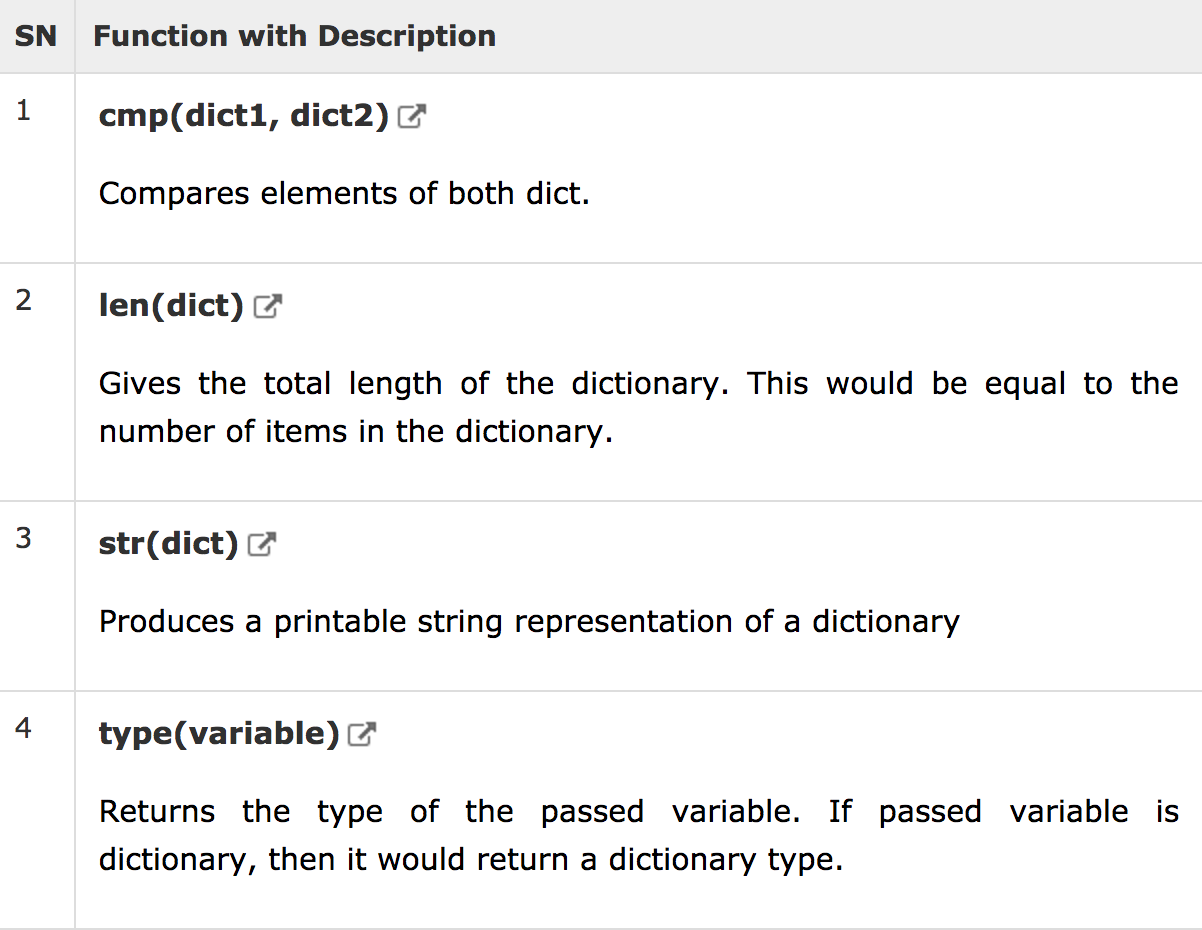 SN Function with Description
1 cmp(dict1, dict2)
Compares elements of both dict.
2 len(dict)
Gives the total length of the dictionary. This would be equal to the
number of items in the dictionary.
3 str(dict)
Produces a printable string representation of a dictionary
4 type(variable)
Returns the type of the passed variable. If passed variable is
dictionary, then it would return a dictionary type.